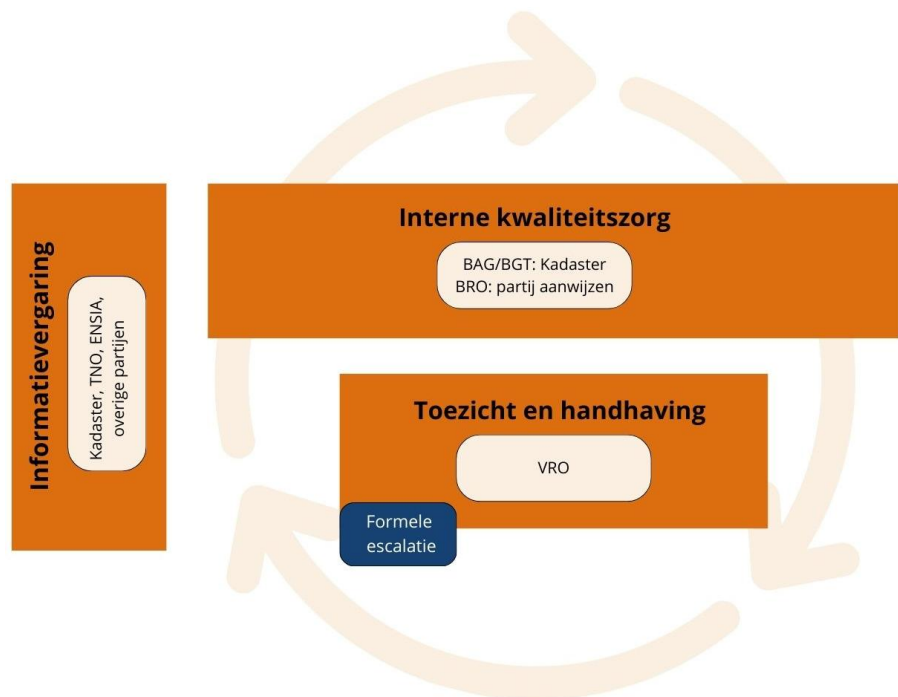 Informatievergaring
Kadaster, TNO, ENSIA,
overige partijen
Interne kwaliteitszorg
BAG/BGT: Kadaster
BRO: partij aanwijzen
Toezicht en handhaving
VRO
Formele
escalatie